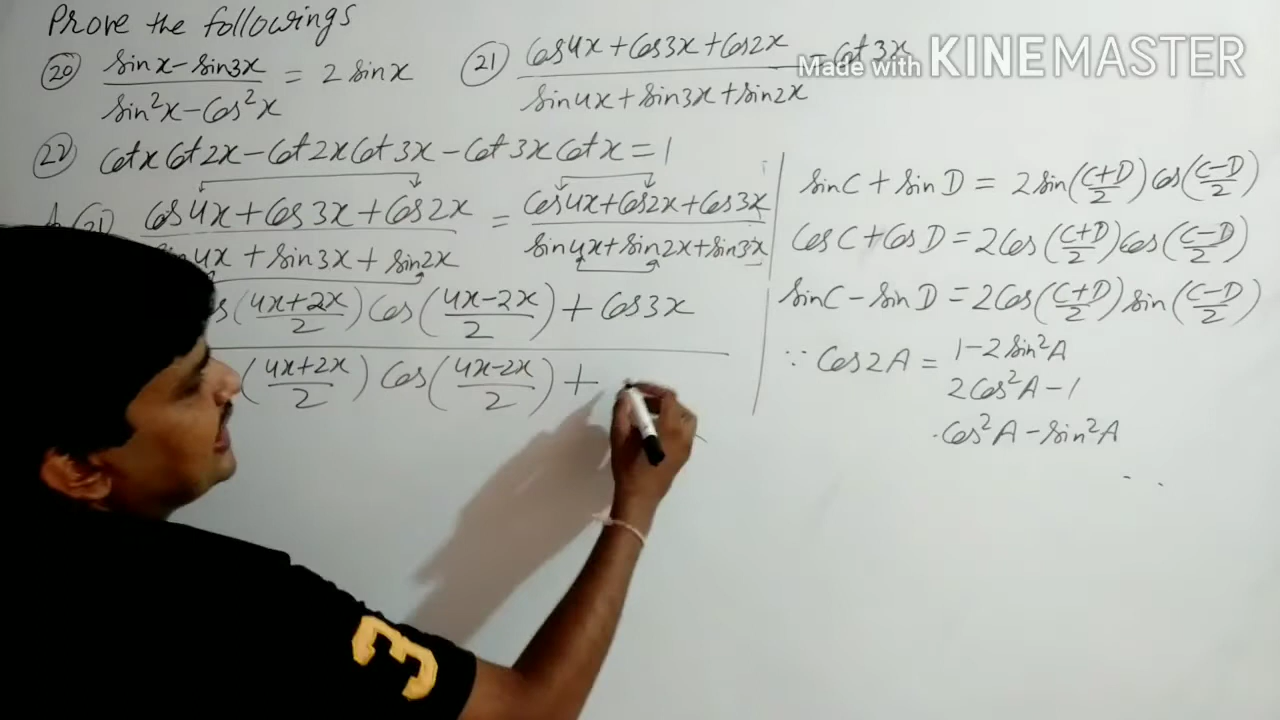 Prove the followings
(20) sinx - sin3x / sin²x - cos²x = 2 sinx
(21) cos4x + cos3x + cos2x / sin4x + sin3x + sin2x = cot 3x
Made with KINEMASTER
(22) cotx cot2x - cot2x cot3x - cot3x cotx = 1
(21) cos4x + cos3x + cos2x / sin4x + sin3x + sin2x = cos4x + cos2x + cos3x / sin4x + sin2x + sin3x
(4x+2x / 2) cos(4x-2x / 2) + cos3x
(4x+2x / 2) cos(4x-2x / 2) +
sinC + sinD = 2sin(C+D / 2) cos(C-D / 2)
cosC + cosD = 2cos(C+D / 2) cos(C-D / 2)
sinC - sinD = 2cos(C+D / 2) sin(C-D / 2)
∵ cos2A = 1 - 2sin²A
2cos²A - 1
cos²A - sin²A